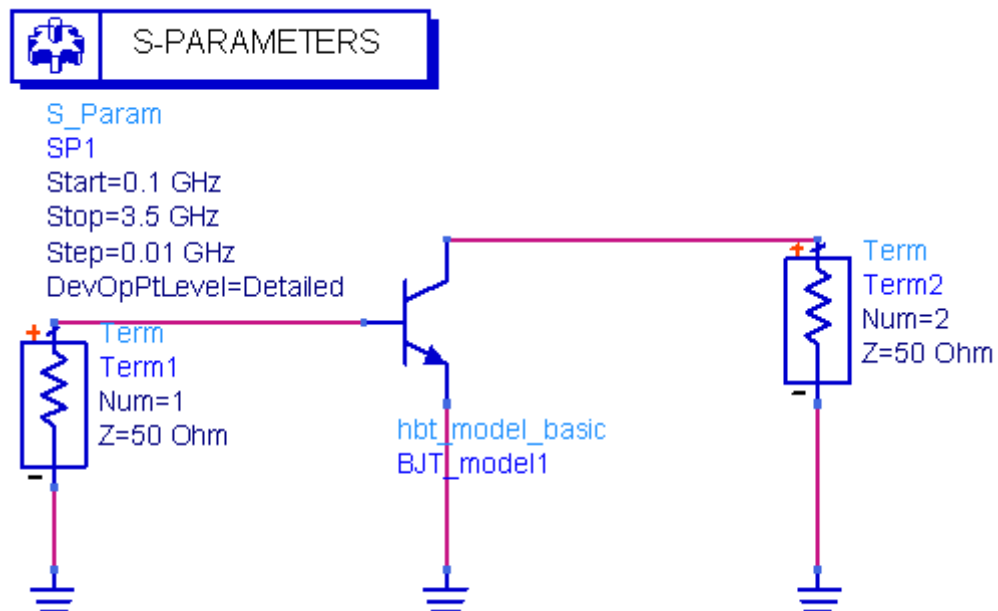 S-PARAMETERS
S_Param
SP1
Start=0.1 GHz
Stop=3.5 GHz
Step=0.01 GHz
DevOpPtLevel=Detailed
+
Term
Term1
Num=1
Z=50 Ohm
-
hbt_model_basic
BJT_model1
+
Term
Term2
Num=2
Z=50 Ohm
-